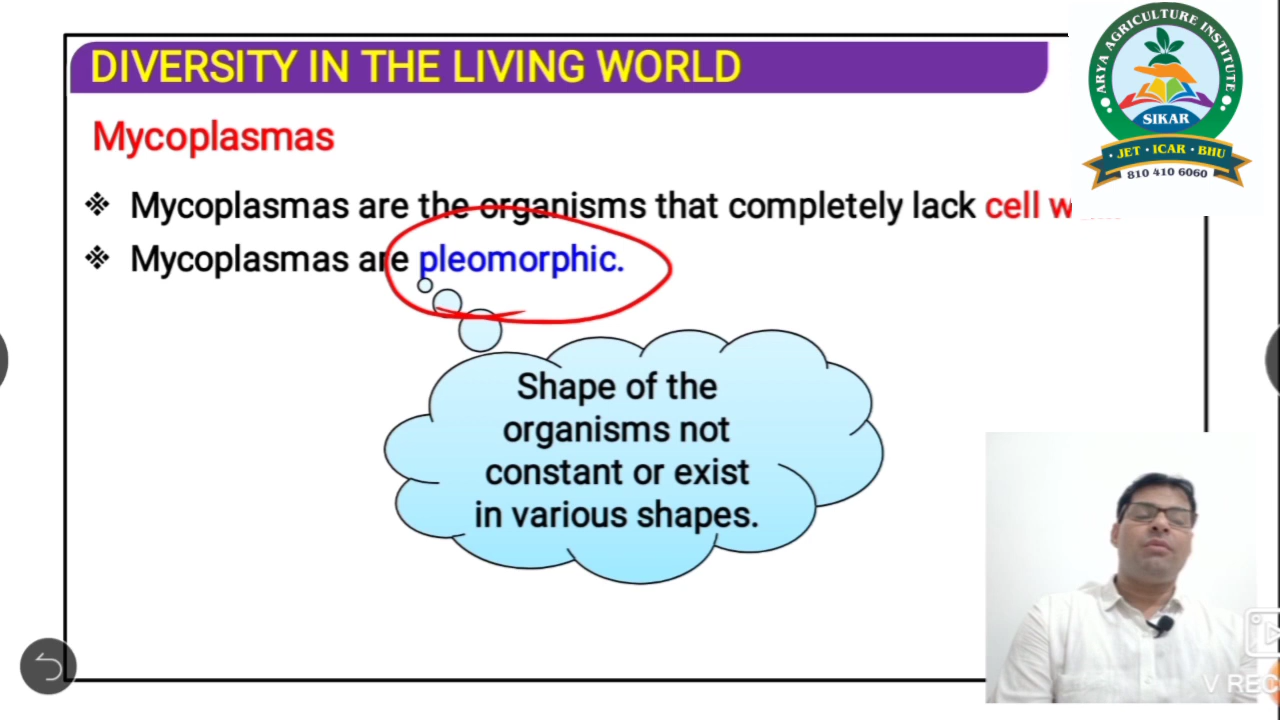 DIVERSITY IN THE LIVING WORLD
ARYA AGRICULTURE INSTITUTE
SIKAR
· JET · ICAR · BHU ·
810 410 6060
Mycoplasmas
❖ Mycoplasmas are the organisms that completely lack cell
❖ Mycoplasmas are pleomorphic.
Shape of the
organisms not
constant or exist
in various shapes.
V REC